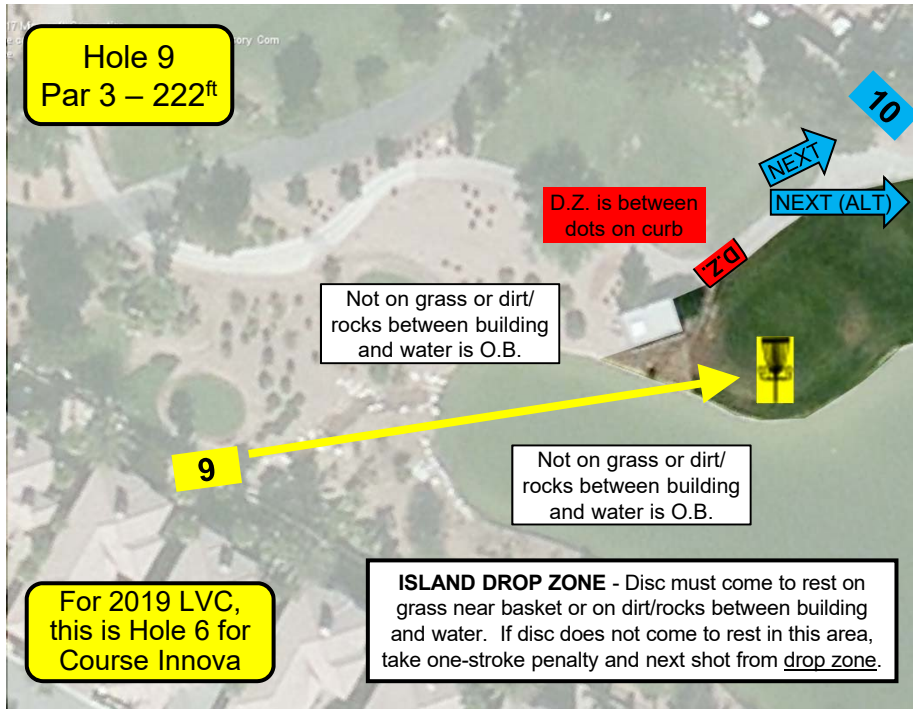 Hole 9
Par 3 – 222ft
10
NEXT
NEXT (ALT)
D.Z. is between
dots on curb
D.Z.
Not on grass or dirt/
rocks between building
and water is O.B.
9
Not on grass or dirt/
rocks between building
and water is O.B.
For 2019 LVC,
this is Hole 6 for
Course Innova
ISLAND DROP ZONE - Disc must come to rest on
grass near basket or on dirt/rocks between building
and water. If disc does not come to rest in this area,
take one-stroke penalty and next shot from drop zone.